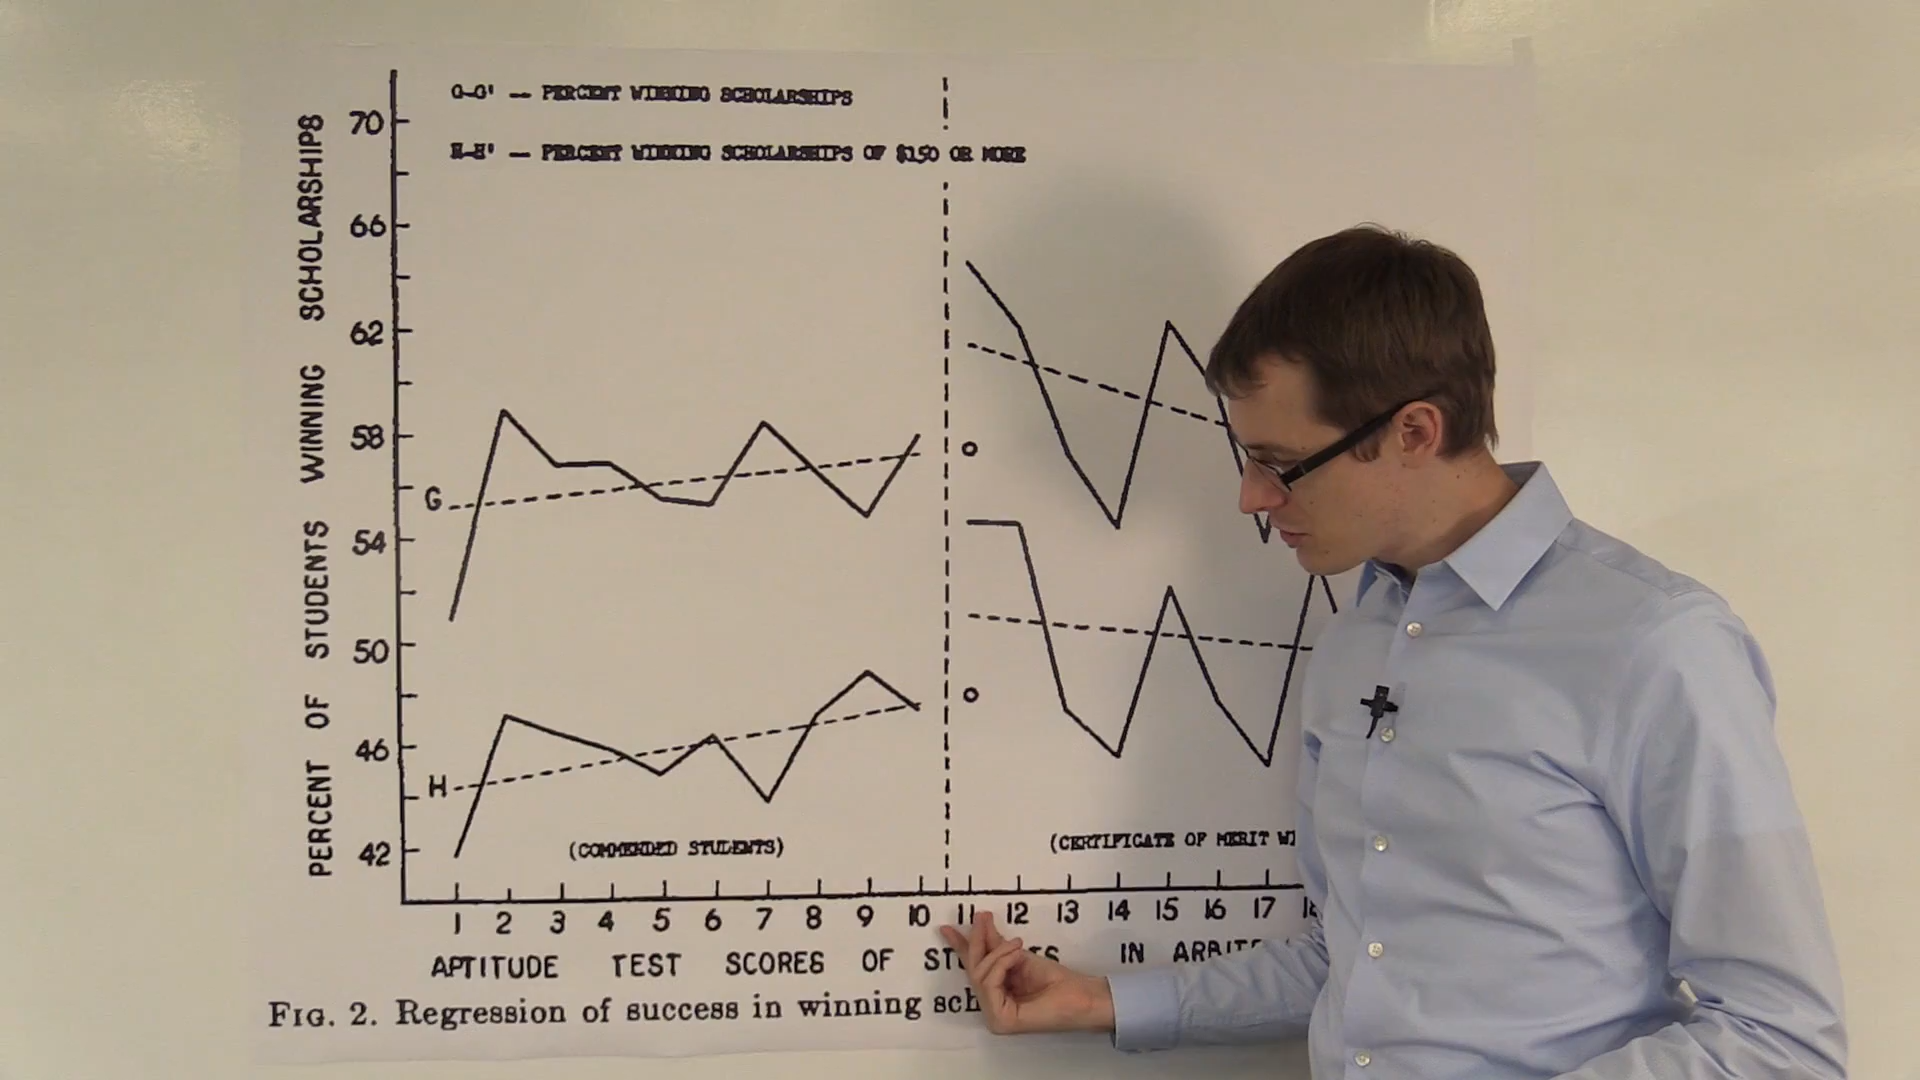 G-G' — PERCENT WINNING SCHOLARSHIPS
H-H' — PERCENT WINNING SCHOLARSHIPS OF $150 OR MORE
PERCENT OF STUDENTS WINNING SCHOLARSHIPS
70
66
62
58
54
50
46
42
G
H
(COMMENDED STUDENTS)
(CERTIFICATE OF MERIT
1 2 3 4 5 6 7 8 9 10 11 12 13 14 15 16 17
APTITUDE TEST SCORES OF IN
FIG. 2. Regression of success in winning